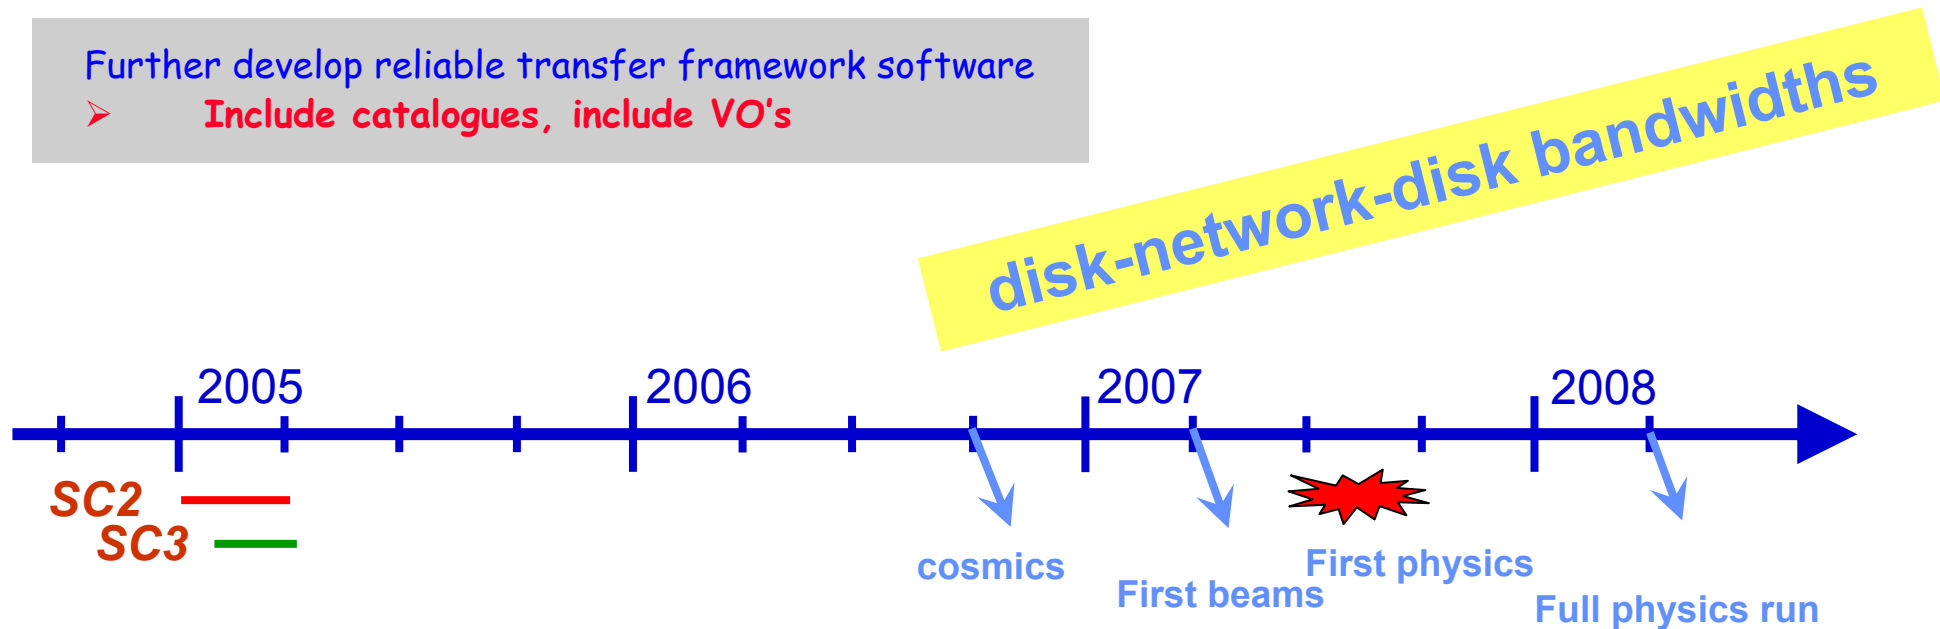 Further develop reliable transfer framework software
➢ Include catalogues, include VO's
disk-network-disk bandwidths
2005 2006 2007 2008
SC2
SC3
cosmics
First beams
First physics
Full physics run